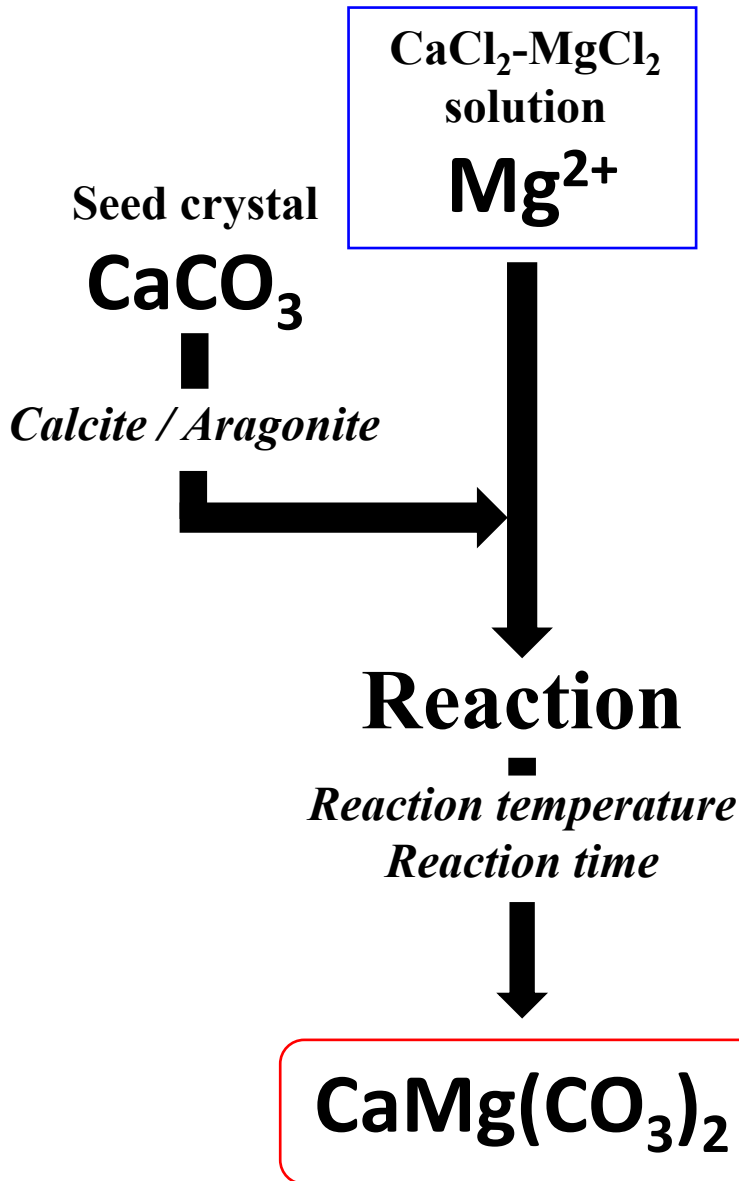 CaCl₂-MgCl₂
solution
Mg²⁺
Seed crystal
CaCO₃
Calcite / Aragonite
Reaction
Reaction temperature
Reaction time
CaMg(CO₃)₂